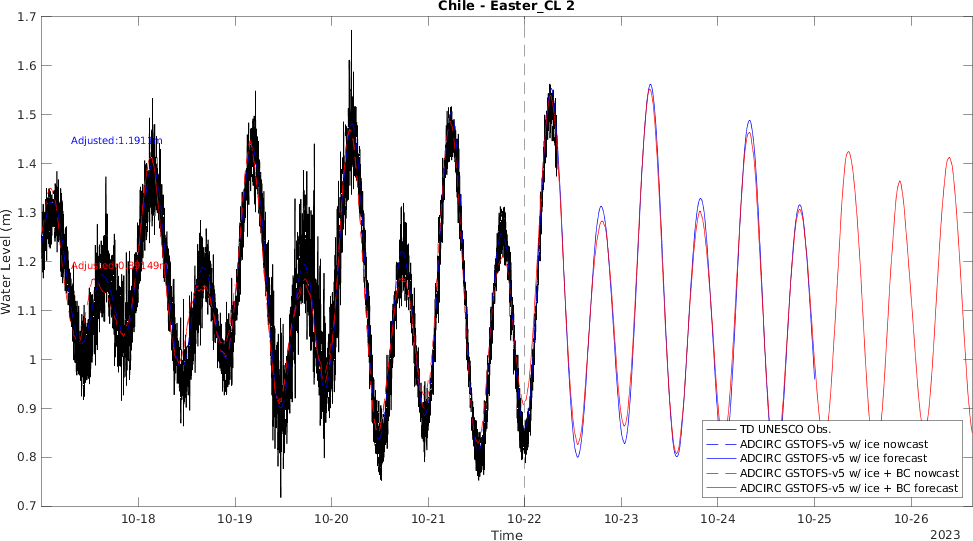 Chile - Easter_CL 2
Water Level (m)
1.7
1.6
1.5
1.4
1.3
1.2
1.1
1
0.9
0.8
0.7
TD UNESCO Obs.
ADCIRC GSTOFS-v5 w/ ice nowcast
ADCIRC GSTOFS-v5 w/ ice forecast
ADCIRC GSTOFS-v5 w/ ice + BC nowcast
ADCIRC GSTOFS-v5 w/ ice + BC forecast
10-18 10-19 10-20 10-21 10-22 10-23 10-24 10-25 10-26
Time
2023